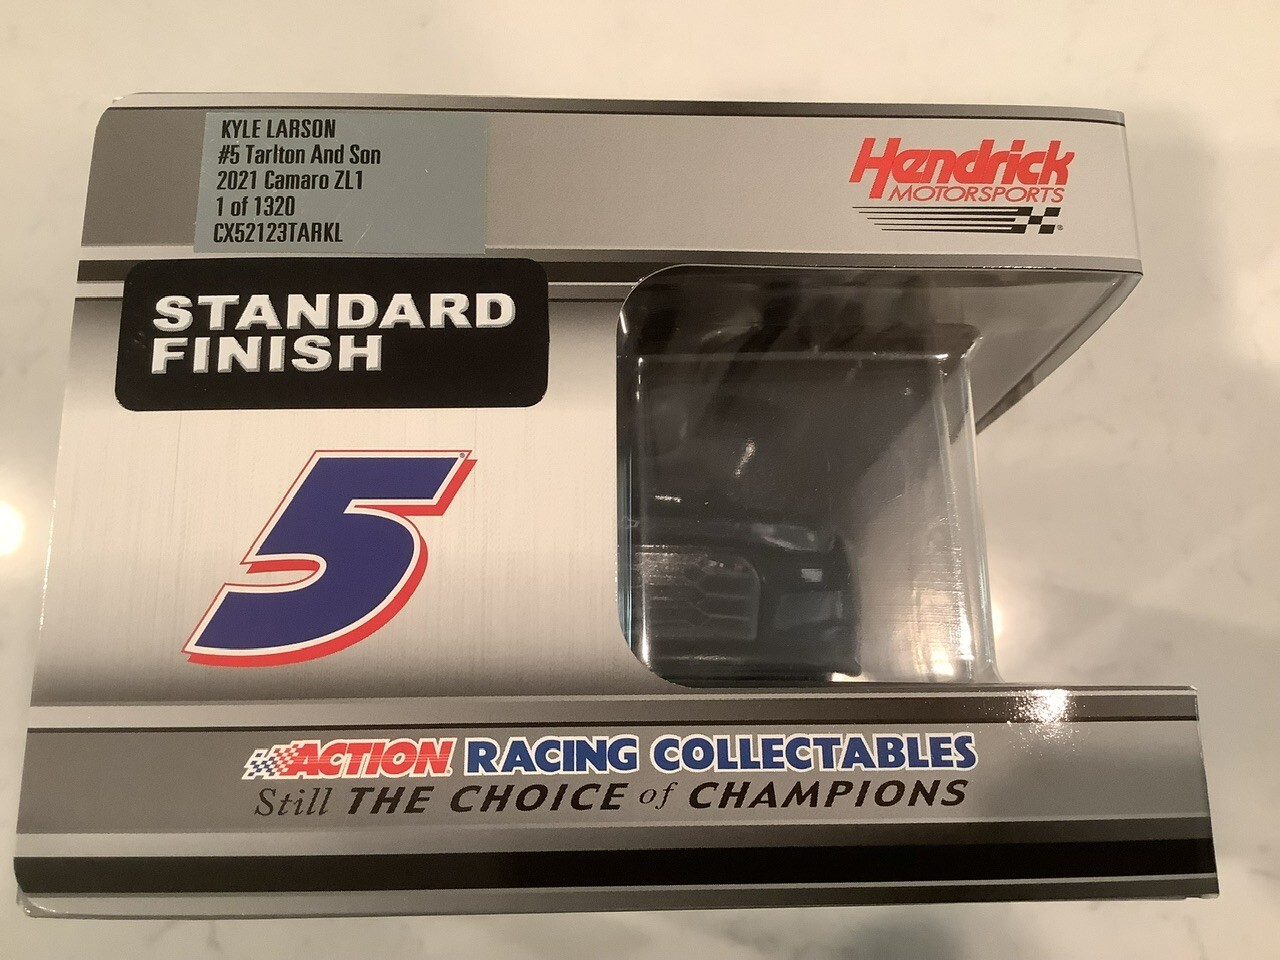 KYLE LARSON
#5 Tarlton And Son
2021 Camaro ZL1
1 of 1320
CX52123TARKL
Hendrick
MOTORSPORTS
STANDARD
FINISH
5
ACTION RACING COLLECTABLES
Still THE CHOICE of CHAMPIONS